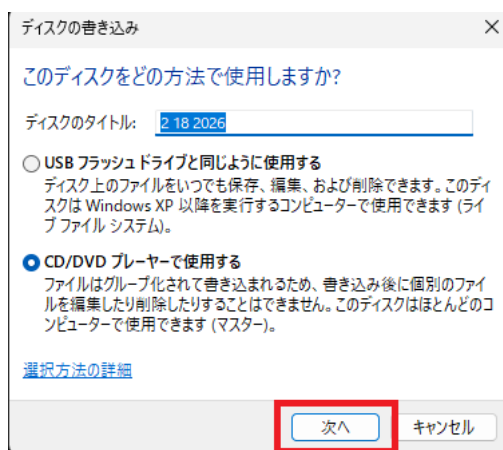 ディスクの書き込み
このディスクをどの方法で使用しますか?
ディスクのタイトル: 2 18 2026
USB フラッシュ ドライブと同じように使用する
ディスク上のファイルをいつでも保存、編集、および削除できます。このディ
スクは Windows XP 以降を実行するコンピューターで使用できます (ライ
ブ ファイル システム)。
CD/DVD プレーヤーで使用する
ファイルはグループ化されて書き込まれるため、書き込み後に個別のファイ
ルを編集したり削除したりすることはできません。このディスクはほとんどのコ
ンピューターで使用できます (マスター)。
選択方法の詳細
次へ キャンセル